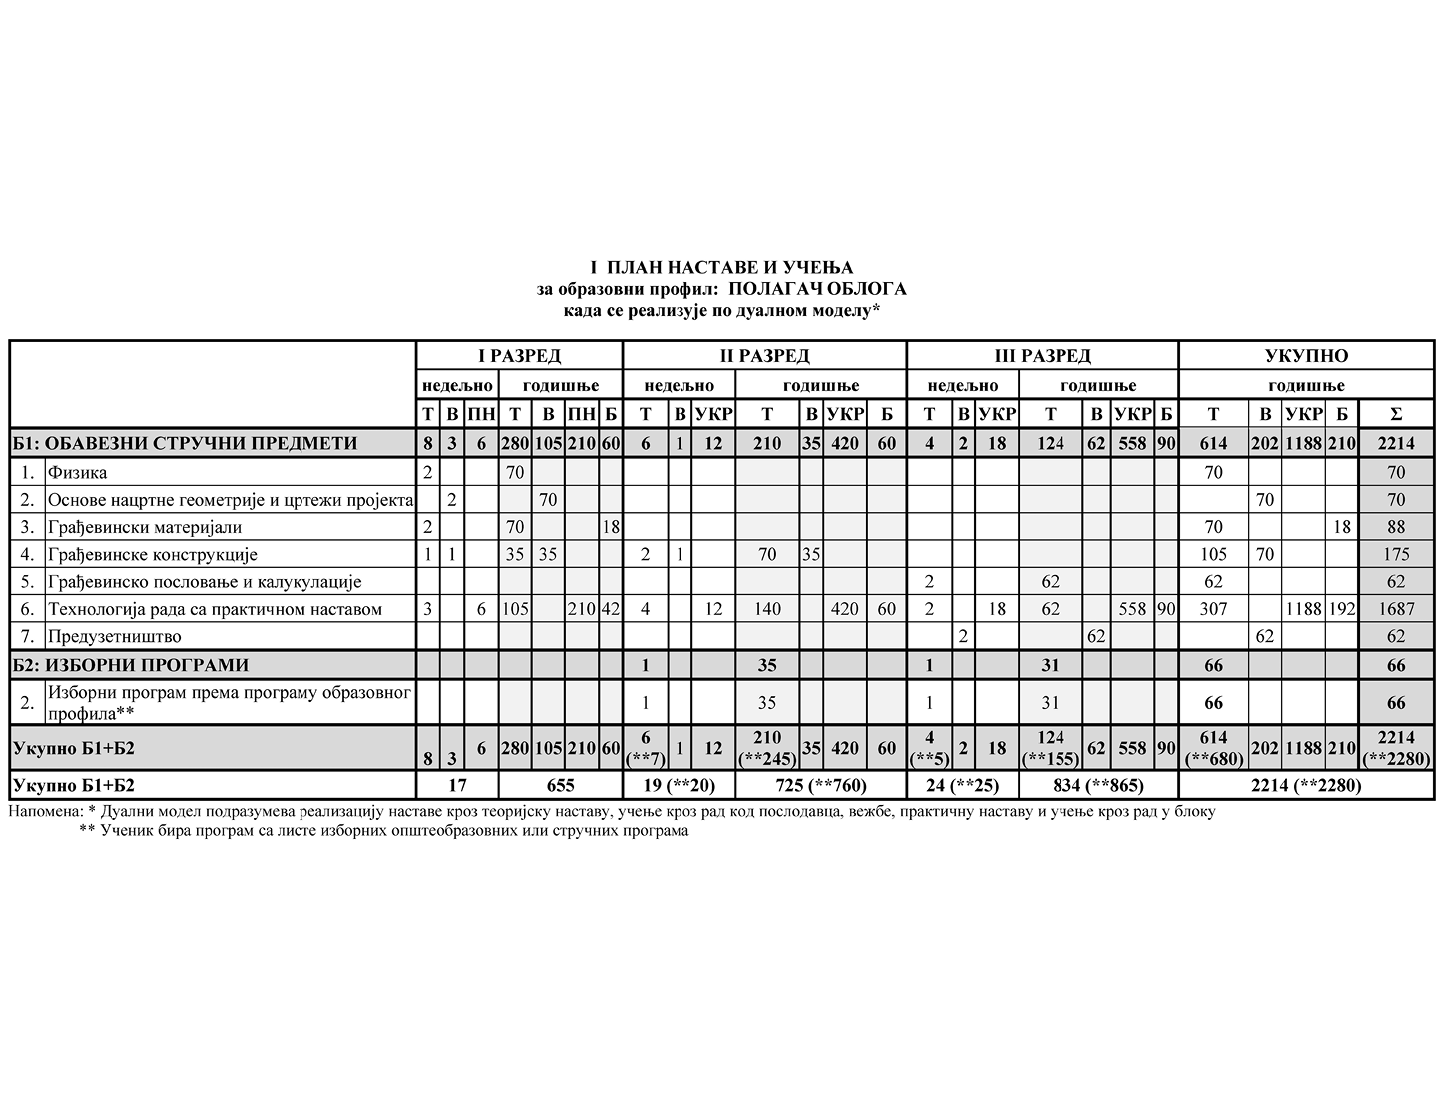 I ПЛАН НАСТАВЕ И УЧЕЊА
за образовни профил: ПОЛАГАЧ ОБЛОГА
када се реализује по дуалном моделу*
I РАЗРЕД II РАЗРЕД III РАЗРЕД УКУПНО
недељно годишње недељно годишње недељно годишње годишње
Т В ПН Т В ПН Б Т В УКР Т В УКР Б Т В УКР Т В УКР Б Т В УКР Б Σ
Б1: ОБАВЕЗНИ СТРУЧНИ ПРЕДМЕТИ 8 3 6 280 105 210 60 6 1 12 210 35 420 60 4 2 18 124 62 558 90 614 202 1188 210 2214
1. Физика 2 70 70 70
2. Основе нацртне геометрије и цртежи пројекта 2 70 70 70
3. Грађевински материјали 2 70 18 70 18 88
4. Грађевинске конструкције 1 1 35 35 2 1 70 35 105 70 175
5. Грађевинско пословање и калукулације 2 62 62 62
6. Технологија рада са практичном наставом 3 6 105 210 42 4 12 140 420 60 2 18 62 558 90 307 1188 192 1687
7. Предузетништво 2 62 62 62
Б2: ИЗБОРНИ ПРОГРАМИ 1 35 1 31 66 66
2. Изборни програм према програму образовног
профила** 1 35 1 31 66 66
Укупно Б1+Б2 8 3 6 280 105 210 60 6 (**7) 1 12 210 (**245) 35 420 60 4 (**5) 2 18 124 (**155) 62 558 90 614 (**680) 202 1188 210 2214 (**2280)
Укупно Б1+Б2 17 655 19 (**20) 725 (**760) 24 (**25) 834 (**865) 2214 (**2280)
Напомена: * Дуални модел подразумева реализацију наставе кроз теоријску наставу, учење кроз рад код послодавца, вежбе, практичну наставу и учење кроз рад у блоку
** Ученик бира програм са листе изборних општеобразовних или стручних програма